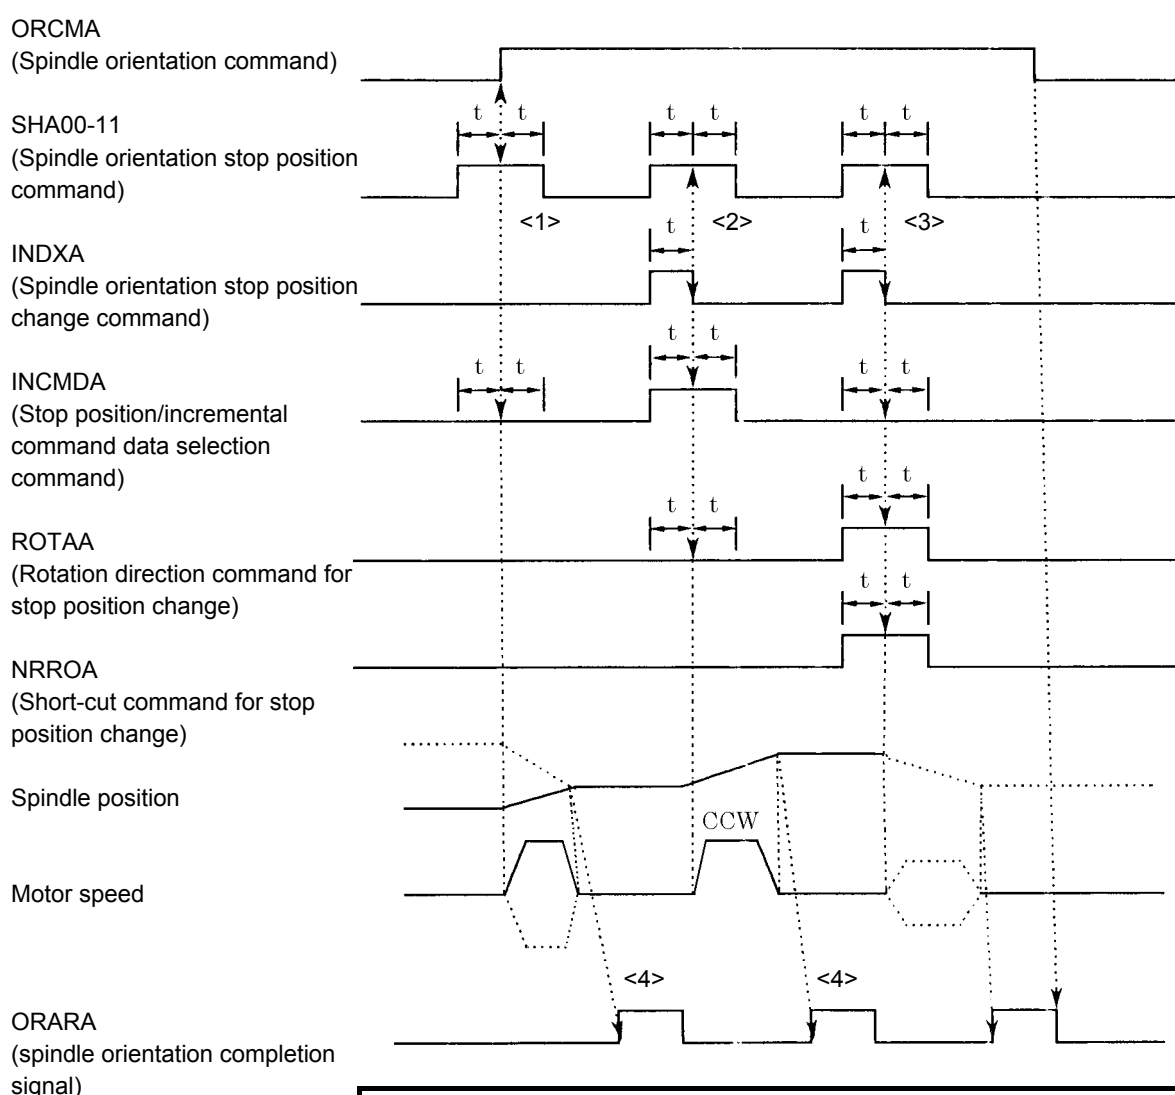 ORCMA
(Spindle orientation command)
t t t t t t
SHA00-11
(Spindle orientation stop position
command)
<1> <2> <3>
t t
INDXA
(Spindle orientation stop position
change command)
t t
INCMDA
t t t t
(Stop position/incremental
command data selection
command)
t t
t t
ROTAA
(Rotation direction command for
stop position change)
t t
NRROA
(Short-cut command for stop
position change)
Spindle position
CCW
Motor speed
<4> <4>
ORARA
(spindle orientation completion
signal)